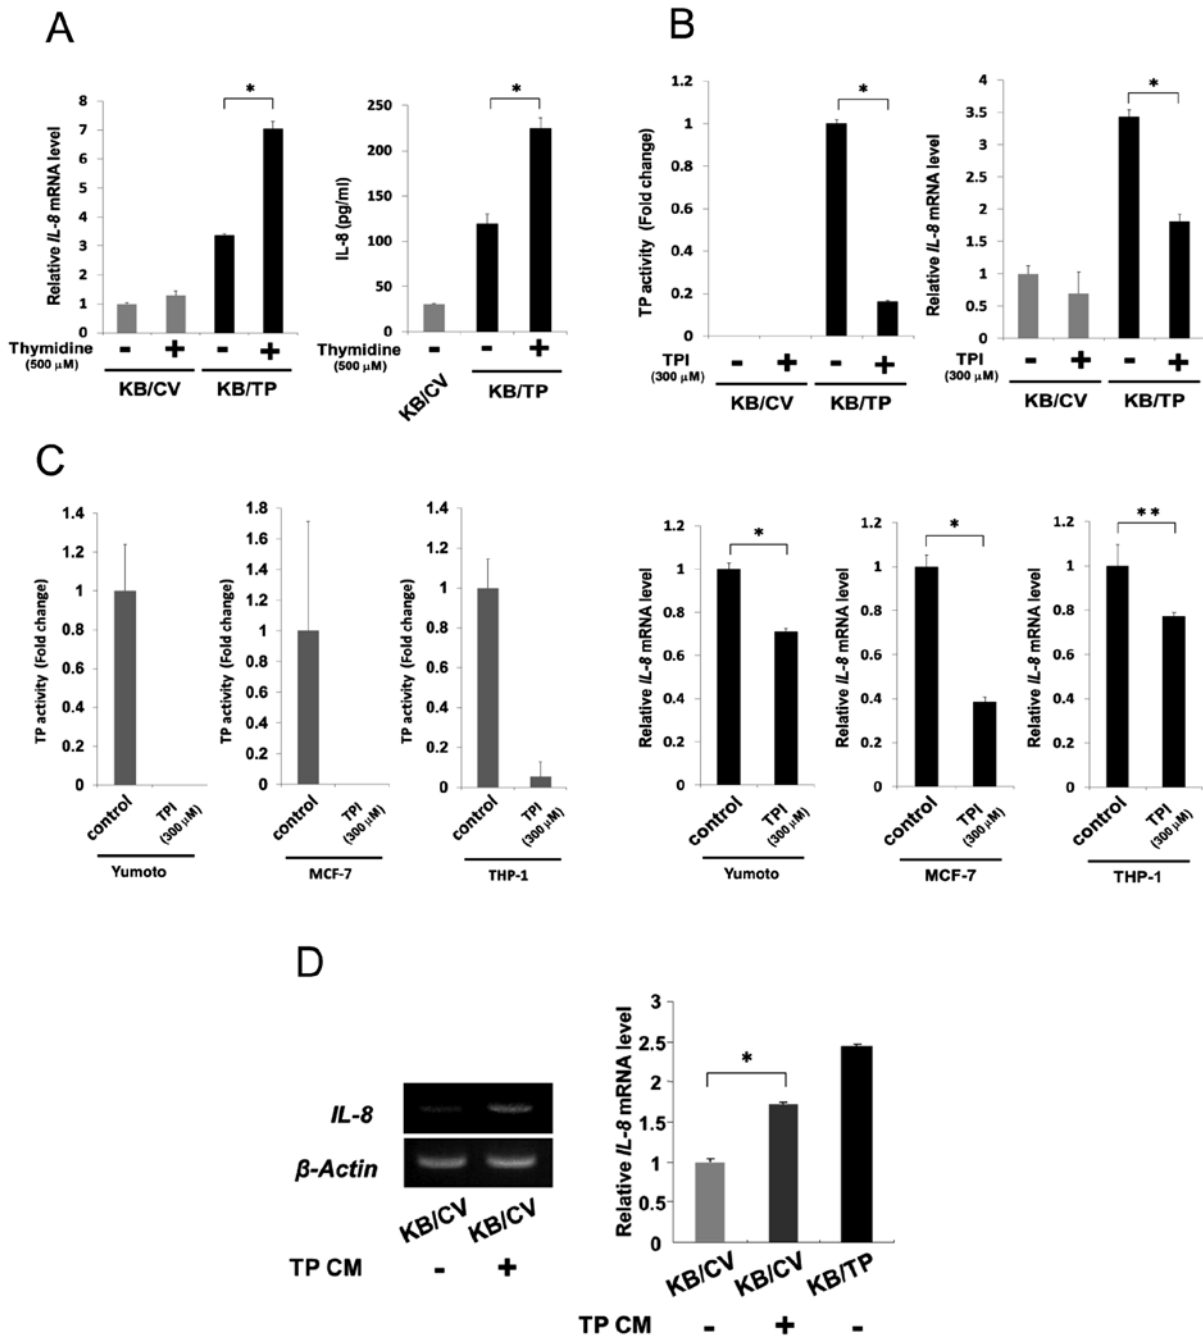 A
Relative IL-8 mRNA level
8
7
6
5
4
3
2
1
0
*
Thymidine
(500 µM)
- + - +
KB/CV KB/TP
IL-8 (pg/ml)
250
200
150
100
50
0
*
Thymidine
(500 µM)
- - +
KB/CV KB/TP
B
TP activity (Fold change)
1.2
1
0.8
0.6
0.4
0.2
0
*
TPI
(300 µM)
- + - +
KB/CV KB/TP
Relative IL-8 mRNA level
4
3.5
3
2.5
2
1.5
1
0.5
0
*
TPI
(300 µM)
- + - +
KB/CV KB/TP
C
TP activity (Fold change)
1.4
1.2
1
0.8
0.6
0.4
0.2
0
control TPI
(300 µM)
Yumoto
TP activity (Fold change)
1.8
1.6
1.4
1.2
1
0.8
0.6
0.4
0.2
0
control TPI
(300 µM)
MCF-7
TP activity (Fold change)
1.4
1.2
1
0.8
0.6
0.4
0.2
0
control TPI
(300 µM)
THP-1
Relative IL-8 mRNA level
1.2
1
0.8
0.6
0.4
0.2
0
*
control TPI
(300 µM)
Yumoto
Relative IL-8 mRNA level
1.2
1
0.8
0.6
0.4
0.2
0
*
control TPI
(300 µM)
MCF-7
Relative IL-8 mRNA level
1.2
1
0.8
0.6
0.4
0.2
0
**
control TPI
(300 µM)
THP-1
D
IL-8
β-Actin
KB/CV KB/CV
TP CM - +
Relative IL-8 mRNA level
3
2.5
2
1.5
1
0.5
0
*
KB/CV KB/CV KB/TP
TP CM - + -